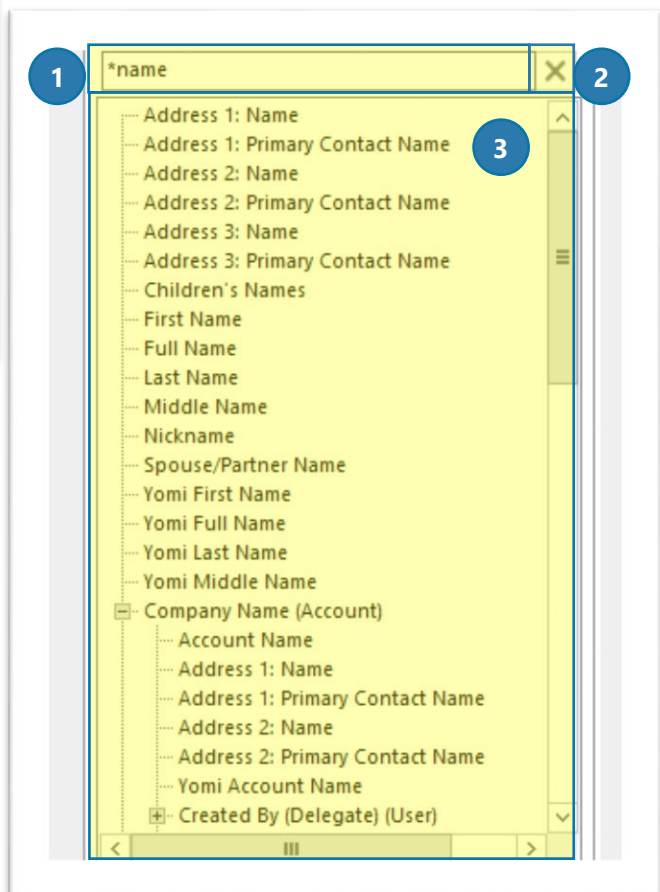 1
*name
2
Address 1: Name
Address 1: Primary Contact Name
3
Address 2: Name
Address 2: Primary Contact Name
Address 3: Name
Address 3: Primary Contact Name
Children's Names
First Name
Full Name
Last Name
Middle Name
Nickname
Spouse/Partner Name
Yomi First Name
Yomi Full Name
Yomi Last Name
Yomi Middle Name
Company Name (Account)
Account Name
Address 1: Name
Address 1: Primary Contact Name
Address 2: Name
Address 2: Primary Contact Name
Yomi Account Name
Created By (Delegate) (User)